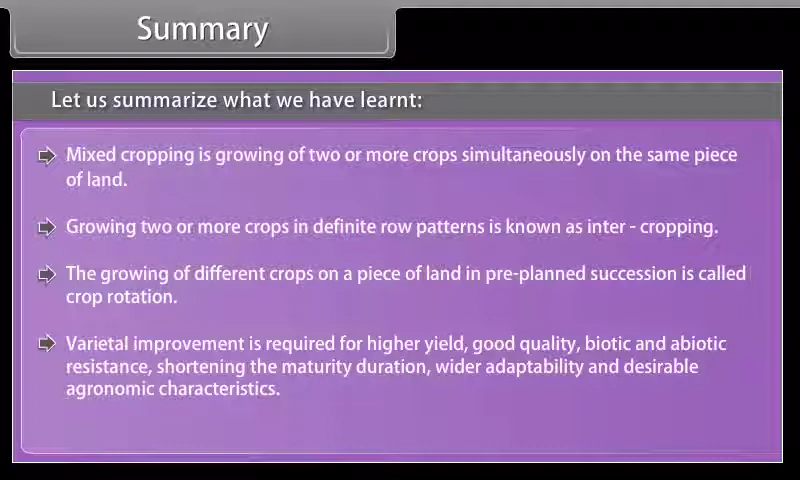 Summary
Let us summarize what we have learnt:
Mixed cropping is growing of two or more crops simultaneously on the same piece
of land.
Growing two or more crops in definite row patterns is known as inter - cropping.
The growing of different crops on a piece of land in pre-planned succession is called
crop rotation.
Varietal improvement is required for higher yield, good quality, biotic and abiotic
resistance, shortening the maturity duration, wider adaptability and desirable
agronomic characteristics.